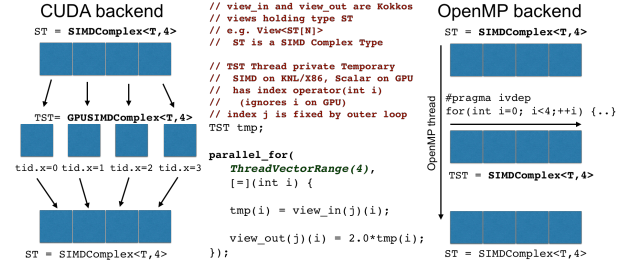 CUDA backend
ST = SIMDComplex<T,4>
TST= GPUSIMDComplex<T,4>
tid.x=0 tid.x=1 tid.x=2 tid.x=3
ST = SIMDComplex<T,4>
// view_in and view_out are Kokkos
// views holding type ST
// e.g. View<ST[N]>
// ST is a SIMD Complex Type
// TST Thread private Temporary
// SIMD on KNL/X86, Scalar on GPU
// has index operator(int i)
// (ignores i on GPU)
// index j is fixed by outer loop
TST tmp;
parallel_for(
ThreadVectorRange(4),
[=](int i) {
tmp(i) = view_in(j)(i);
view_out(j)(i) = 2.0*tmp(i);
});
OpenMP backend
ST = SIMDComplex<T,4>
OpenMP thread
#pragma ivdep
for(int i=0; i<4;++i) {..}
TST = SIMDComplex<T,4>
ST = SIMDComplex<T,4>